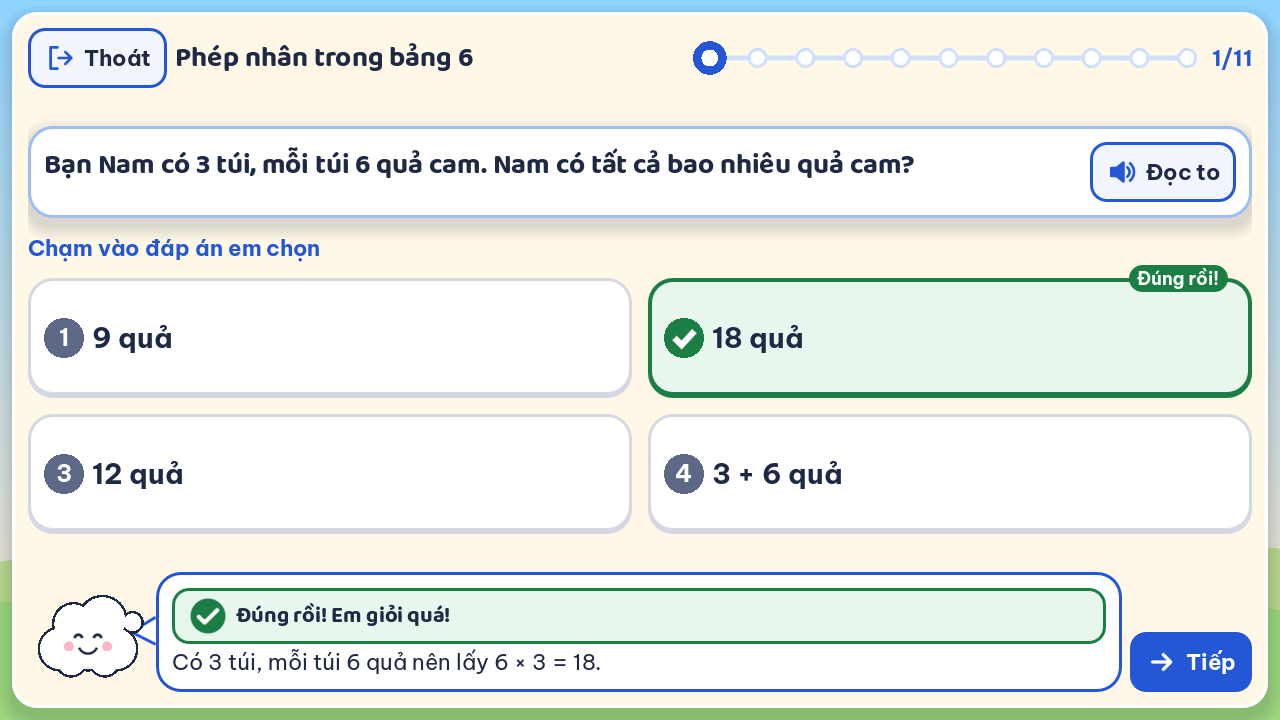 Thoát
Phép nhân trong bảng 6
1/11
Bạn Nam có 3 túi, mỗi túi 6 quả cam. Nam có tất cả bao nhiêu quả cam?
Đọc to
Chạm vào đáp án em chọn
1 9 quả
Đúng rồi!
18 quả
3 12 quả
4 3 + 6 quả
Đúng rồi! Em giỏi quá!
Có 3 túi, mỗi túi 6 quả nên lấy 6 × 3 = 18.
Tiếp